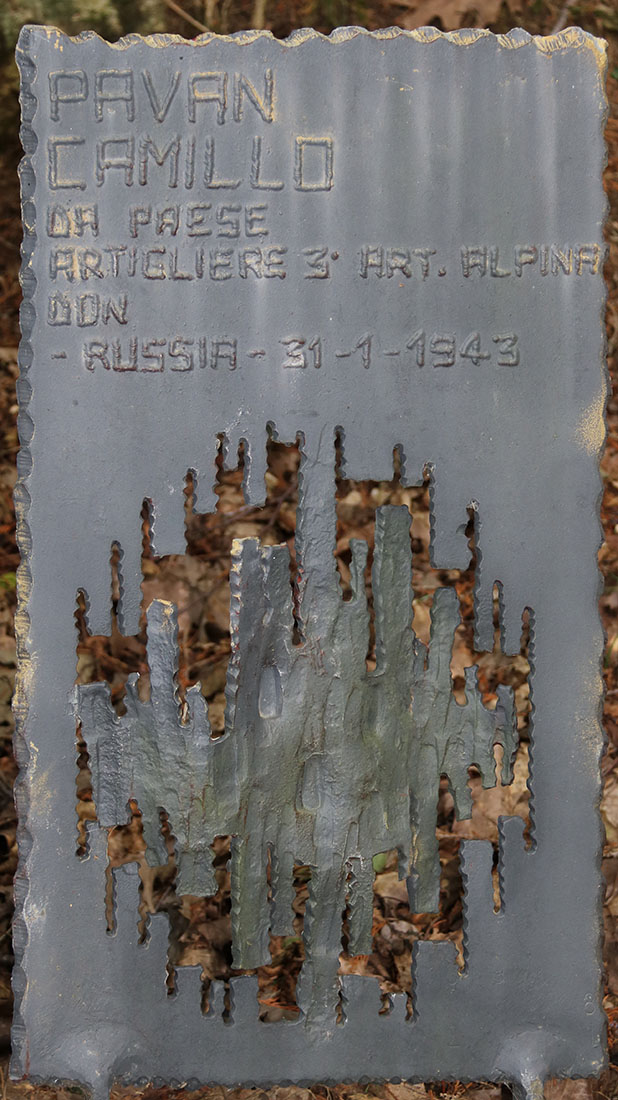 PAVAN
CAMILLO
DA PAESE
ARTIGLIERE 3° ART. ALPINA
DON
- RUSSIA - 31-1-1943